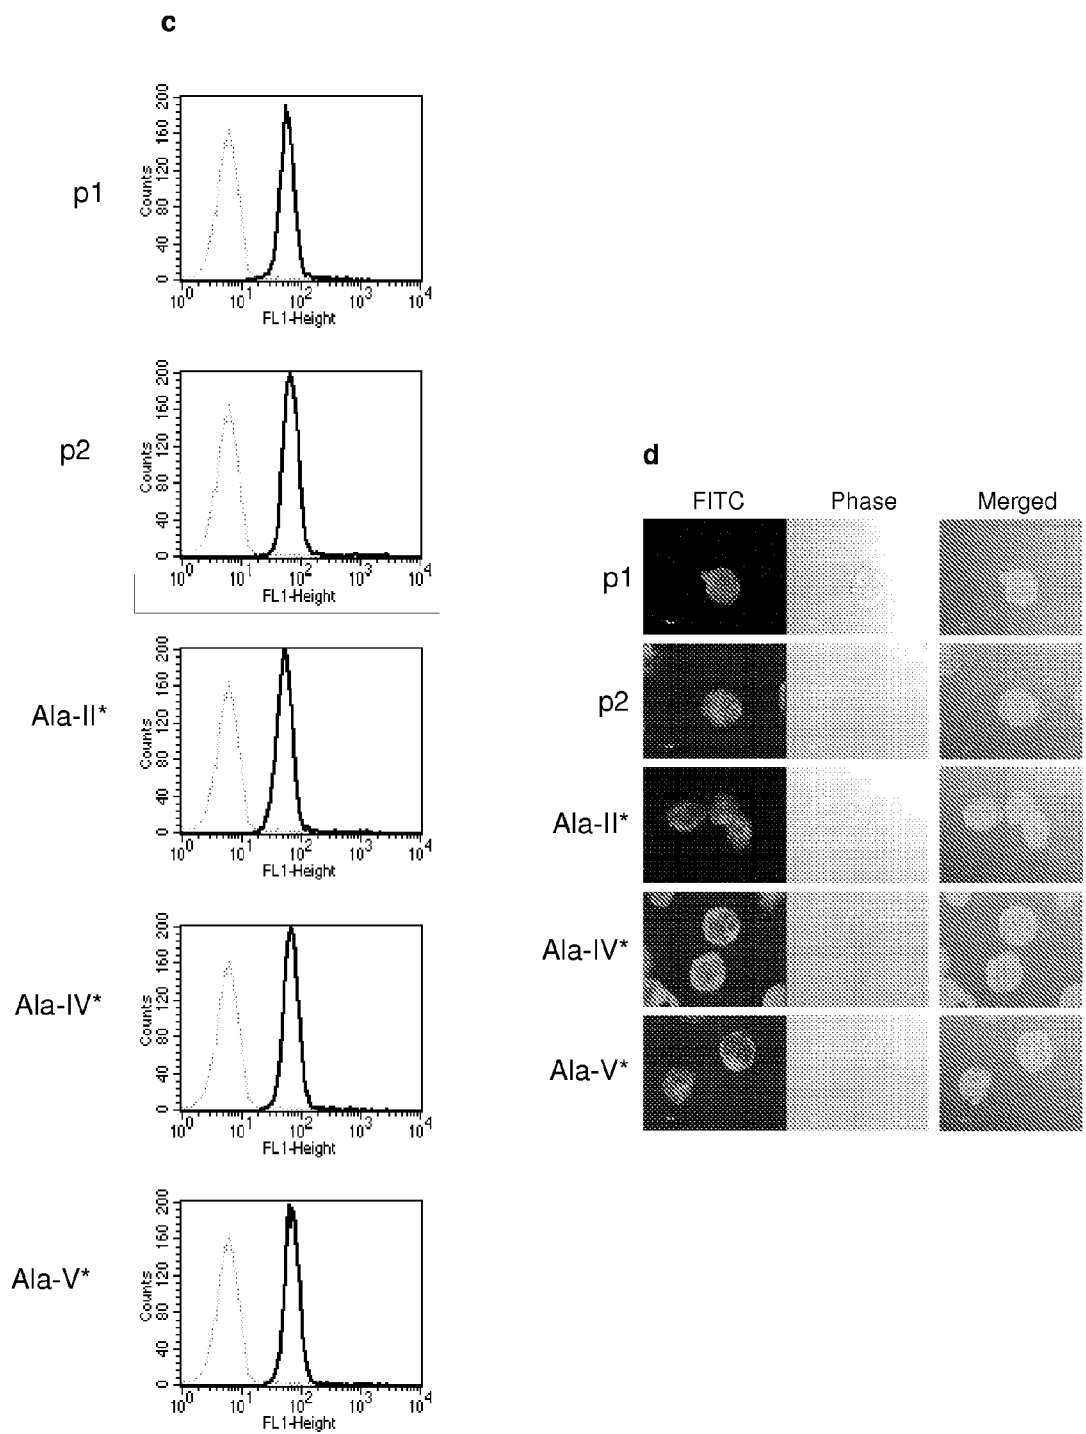 c
p1
Counts
0 40 80 120 160 200
10^0 10^1 10^2 10^3 10^4
FL1-Height
p2
Counts
0 40 80 120 160 200
10^0 10^1 10^2 10^3 10^4
FL1-Height
Ala-II*
Counts
0 40 80 120 160 200
10^0 10^1 10^2 10^3 10^4
FL1-Height
Ala-IV*
Counts
0 40 80 120 160 200
10^0 10^1 10^2 10^3 10^4
FL1-Height
Ala-V*
Counts
0 40 80 120 160 200
10^0 10^1 10^2 10^3 10^4
FL1-Height
d
FITC Phase Merged
p1
p2
Ala-II*
Ala-IV*
Ala-V*